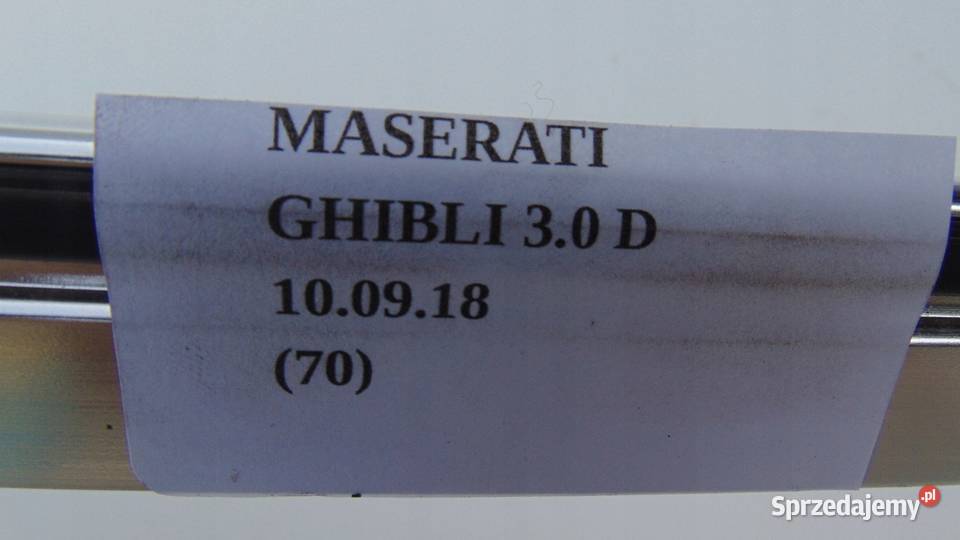 MASERATI
GHIBLI 3.0 D
10.09.18
(70)
Sprzedajemy.pl